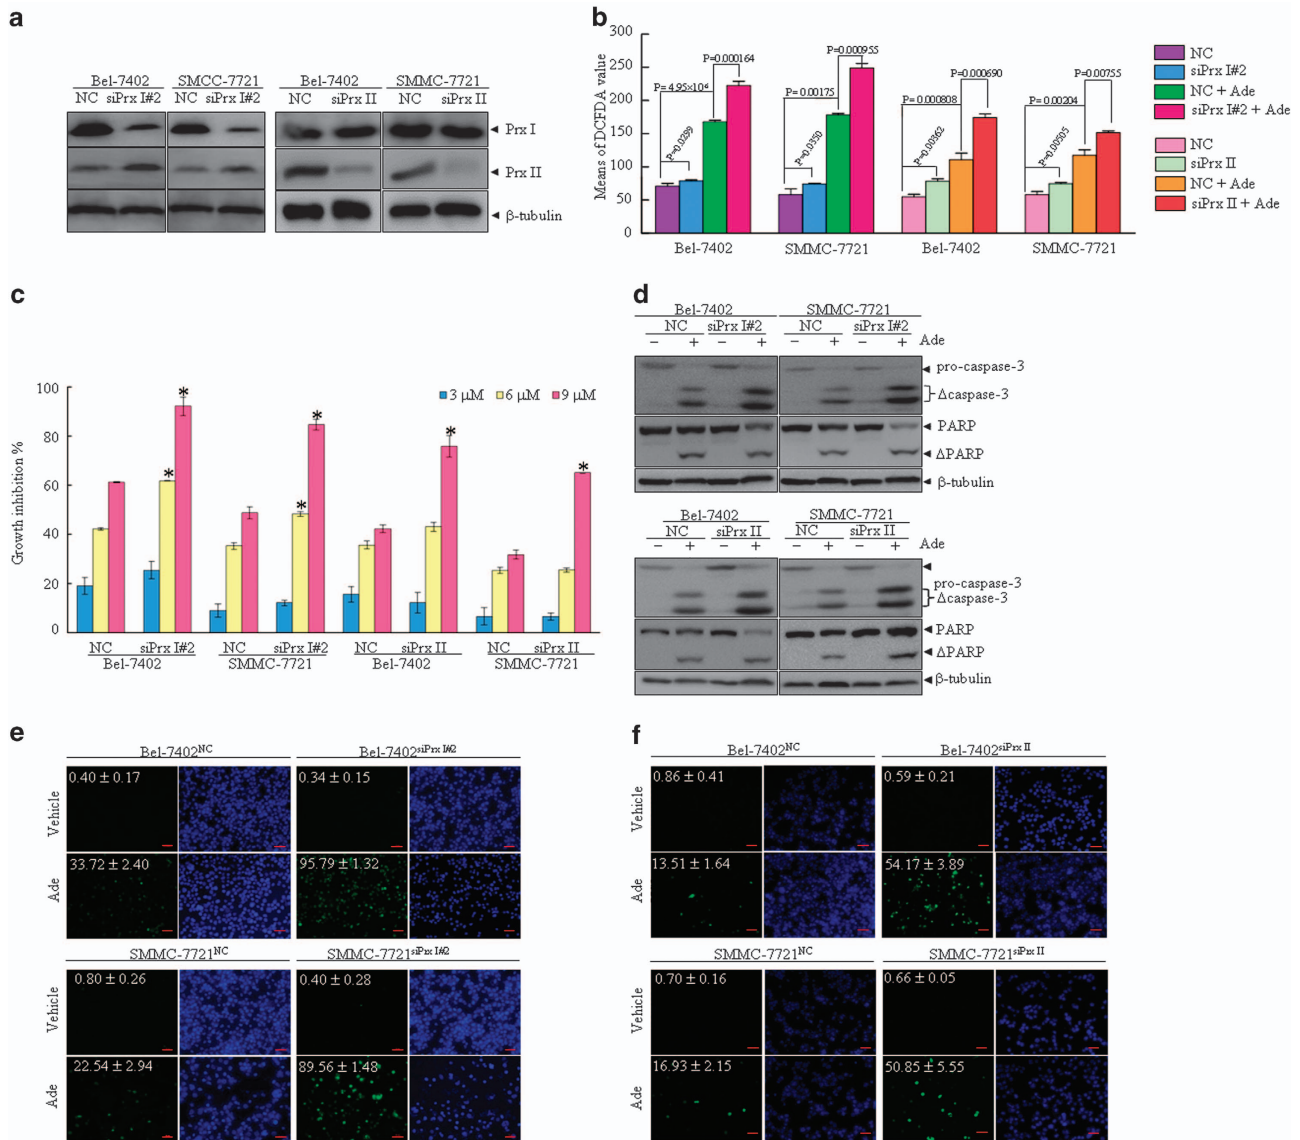 a
Bel-7402 SMCC-7721 Bel-7402 SMMC-7721
NC siPrx I#2 NC siPrx I#2 NC siPrx II NC siPrx II
Prx I
Prx II
β-tubulin
b
Means of DCFDA value
300
250
200
150
100
50
0
P=0.0299
P= 4.95×10⁶
P=0.000164
P=0.0350
P= 0.00175
P=0.000955
P=0.00362
P= 0.000808
P=0.000690
P=0.00505
P= 0.00204
P=0.00755
Bel-7402 SMMC-7721 Bel-7402 SMMC-7721
NC
siPrx I#2
NC + Ade
siPrx I#2 + Ade
NC
siPrx II
NC + Ade
siPrx II + Ade
c
Growth inhibition %
100
80
60
40
20
0
3 µM 6 µM 9 µM
* * * * * *
NC siPrx I#2 NC siPrx I#2 NC siPrx II NC siPrx II
Bel-7402 SMMC-7721 Bel-7402 SMMC-7721
d
Bel-7402 SMMC-7721
NC siPrx I#2 NC siPrx I#2
– + – + – + – + Ade
pro-caspase-3
Δcaspase-3
PARP
ΔPARP
β-tubulin
Bel-7402 SMMC-7721
NC siPrx II NC siPrx II
– + – + – + – + Ade
pro-caspase-3
Δcaspase-3
PARP
ΔPARP
β-tubulin
e
Bel-7402NC Bel-7402siPrx I#2
Vehicle
0.40 ± 0.17 0.34 ± 0.15
Ade
33.72 ± 2.40 95.79 ± 1.32
SMMC-7721NC SMMC-7721siPrx I#2
Vehicle
0.80 ± 0.26 0.40 ± 0.28
Ade
22.54 ± 2.94 89.56 ± 1.48
f
Bel-7402NC Bel-7402siPrx II
Vehicle
0.86 ± 0.41 0.59 ± 0.21
Ade
13.51 ± 1.64 54.17 ± 3.89
SMMC-7721NC SMMC-7721siPrx II
Vehicle
0.70 ± 0.16 0.66 ± 0.05
Ade
16.93 ± 2.15 50.85 ± 5.55